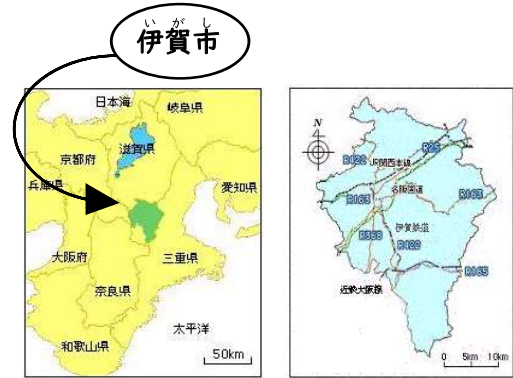 いがし
伊賀市
日本海
岐阜県
滋賀県
京都府
兵庫県
愛知県
大阪府
三重県
奈良県
太平洋
和歌山県
50km
N
R25
R422
JR関西本線
名阪国道
R163
R163
伊賀鉄道
R368
R422
R165
近鉄大阪線
0 5km 10km